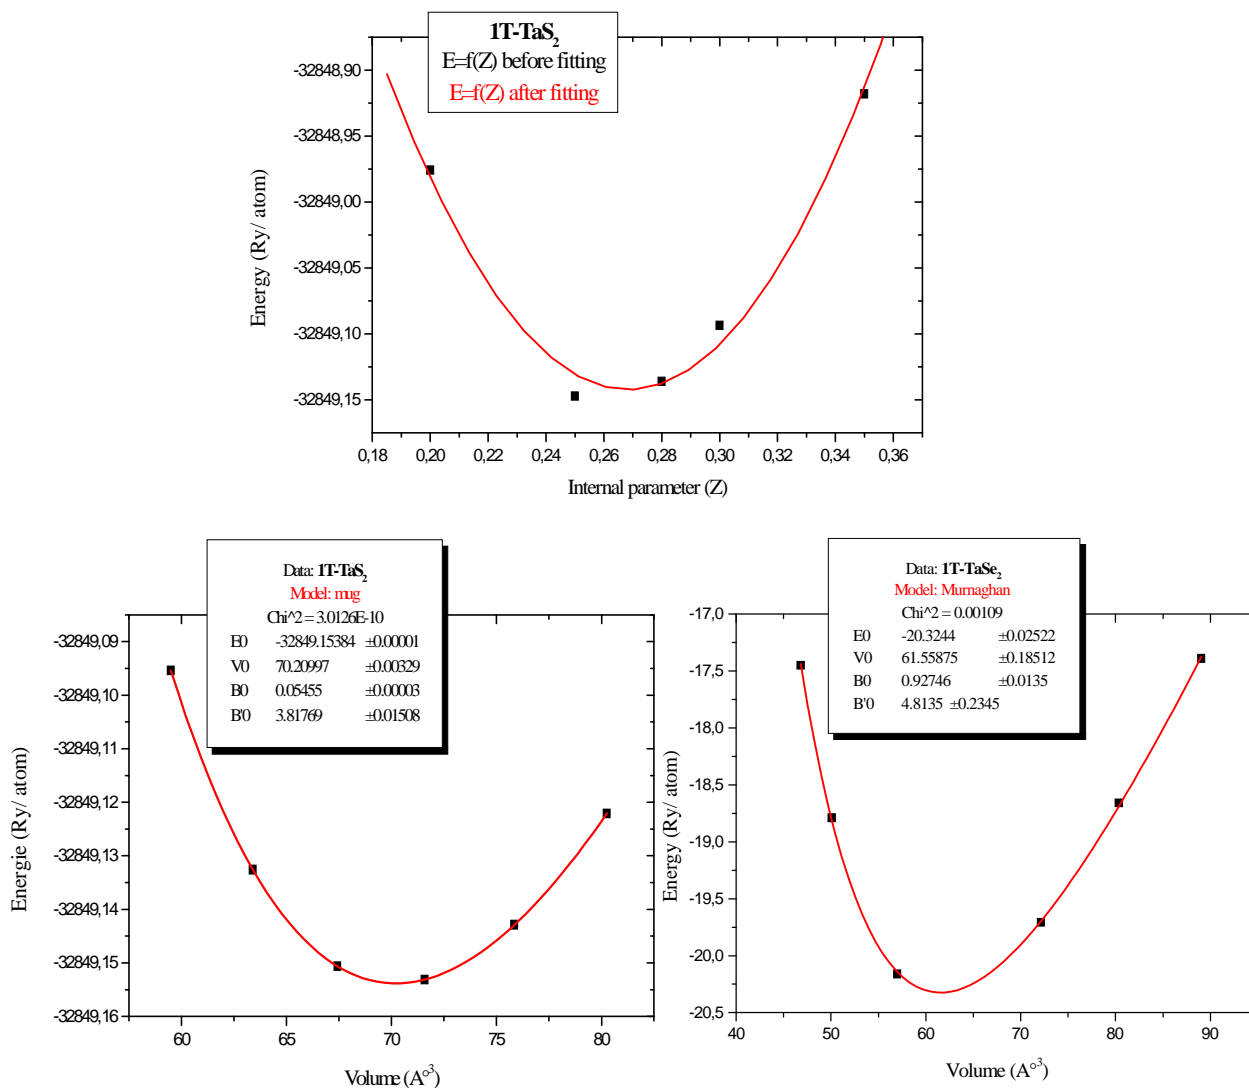 1T-TaS2
E=f(Z) before fitting
E=f(Z) after fitting
-32848,90
-32848,95
-32849,00
-32849,05
-32849,10
-32849,15
Energy (Ry/ atom)
0,18 0,20 0,22 0,24 0,26 0,28 0,30 0,32 0,34 0,36
Internal parameter (Z)
Data: 1T-TaS2
Model: mug
Chi^2 = 3.0126E-10
E0 -32849.15384 ±0.00001
V0 70.20997 ±0.00329
B0 0.05455 ±0.00003
B'0 3.81769 ±0.01508
-32849,09
-32849,10
-32849,11
-32849,12
-32849,13
-32849,14
-32849,15
-32849,16
Energie (Ry/ atom)
60 65 70 75 80
Volume (A°3)
Data: 1T-TaSe2
Model: Murnaghan
Chi^2 = 0.00109
E0 -20.3244 ±0.02522
V0 61.55875 ±0.18512
B0 0.92746 ±0.0135
B'0 4.8135 ±0.2345
-17,0
-17,5
-18,0
-18,5
-19,0
-19,5
-20,0
-20,5
Energy (Ry/ atom)
40 50 60 70 80 90
Volume (A°3)